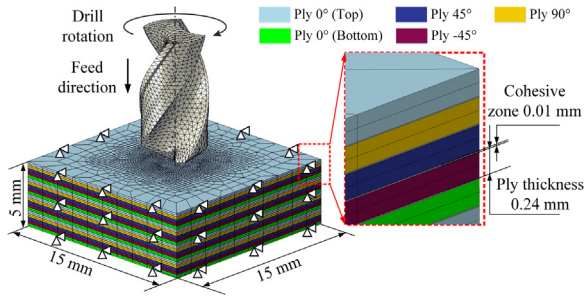 Drill
rotation
Feed
direction
Ply 0° (Top)
Ply 45°
Ply 90°
Ply 0° (Bottom)
Ply -45°
Cohesive
zone 0.01 mm
Ply thickness
0.24 mm
5 mm
15 mm
15 mm